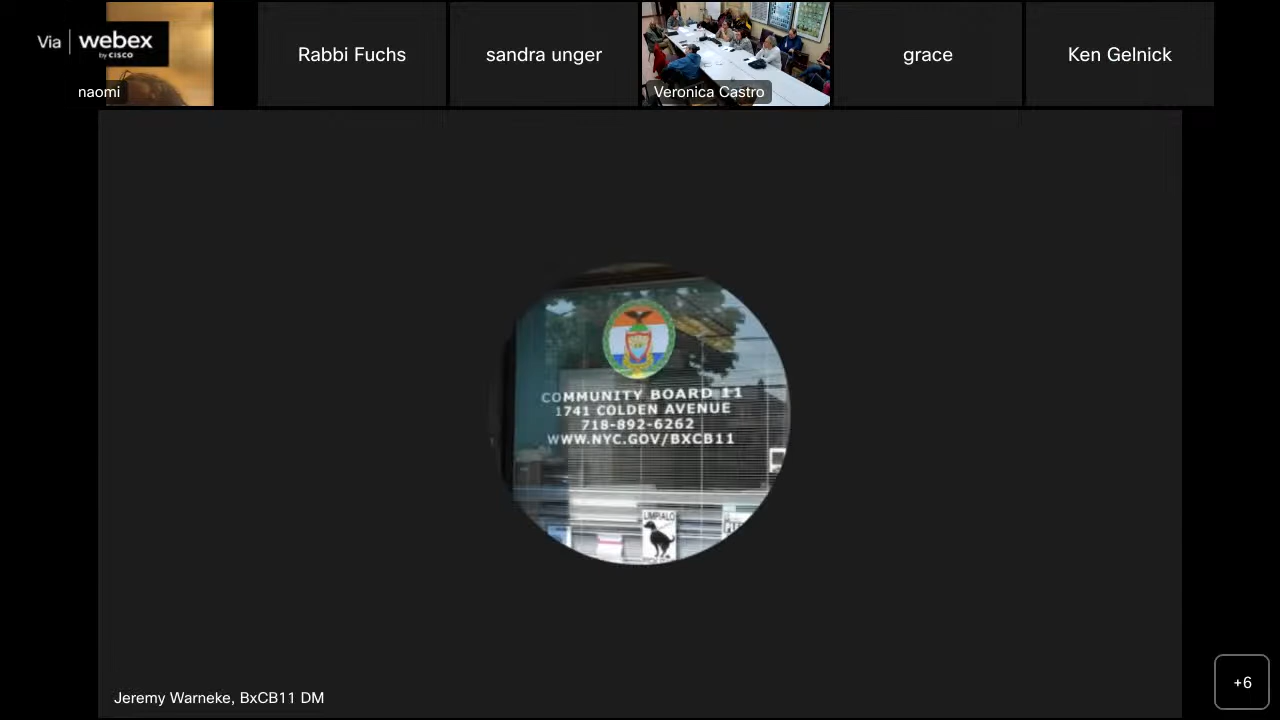 Via webex
by CISCO
naomi
Rabbi Fuchs
sandra unger
Veronica Castro
grace
Ken Gelnick
COMMUNITY BOARD 11
1741 COLDEN AVENUE
718-892-6262
WWW.NYC.GOV/BXCB11
LIMPIALO
Jeremy Warneke, BxCB11 DM
+6